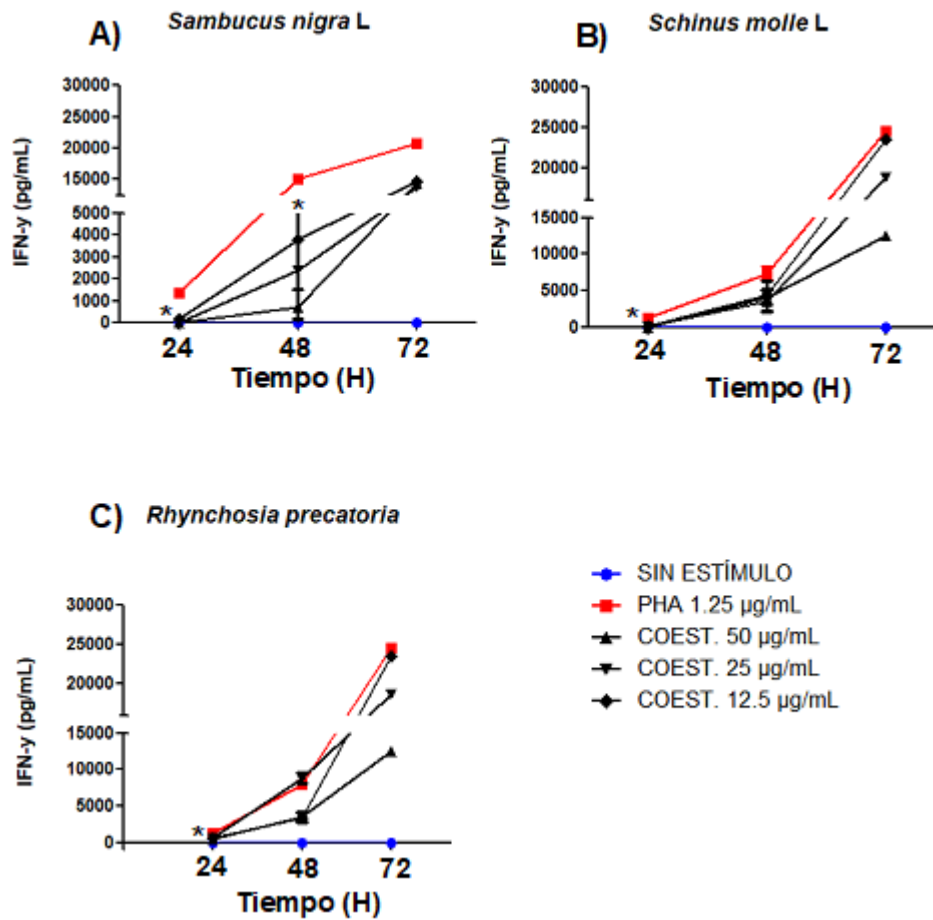 A) Sambucus nigra L
IFN-y (pg/mL)
30000
25000
20000
15000
5000
4000
3000
2000
1000
0
*
*
24 48 72
Tiempo (H)
B) Schinus molle L
IFN-y (pg/mL)
30000
25000
20000
15000
10000
5000
0
*
24 48 72
Tiempo (H)
C) Rhynchosia precatoria
IFN-y (pg/mL)
30000
25000
20000
15000
10000
5000
0
*
24 48 72
Tiempo (H)
SIN ESTÍMULO
PHA 1.25 µg/mL
COEST. 50 µg/mL
COEST. 25 µg/mL
COEST. 12.5 µg/mL